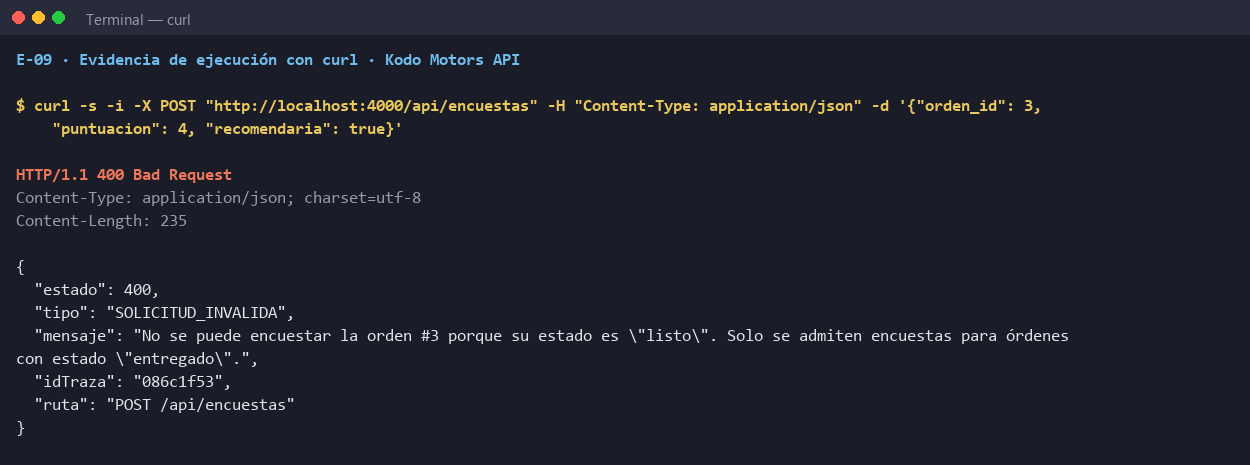 Terminal — curl
E-09 · Evidencia de ejecución con curl · Kodo Motors API
$ curl -s -i -X POST "http://localhost:4000/api/encuestas" -H "Content-Type: application/json" -d '{"orden_id": 3,
"puntuacion": 4, "recomendaria": true}'
HTTP/1.1 400 Bad Request
Content-Type: application/json; charset=utf-8
Content-Length: 235
{
"estado": 400,
"tipo": "SOLICITUD_INVALIDA",
"mensaje": "No se puede encuestar la orden #3 porque su estado es \"listo\". Solo se admiten encuestas para órdenes
con estado \"entregado\".",
"idTraza": "086c1f53",
"ruta": "POST /api/encuestas"
}